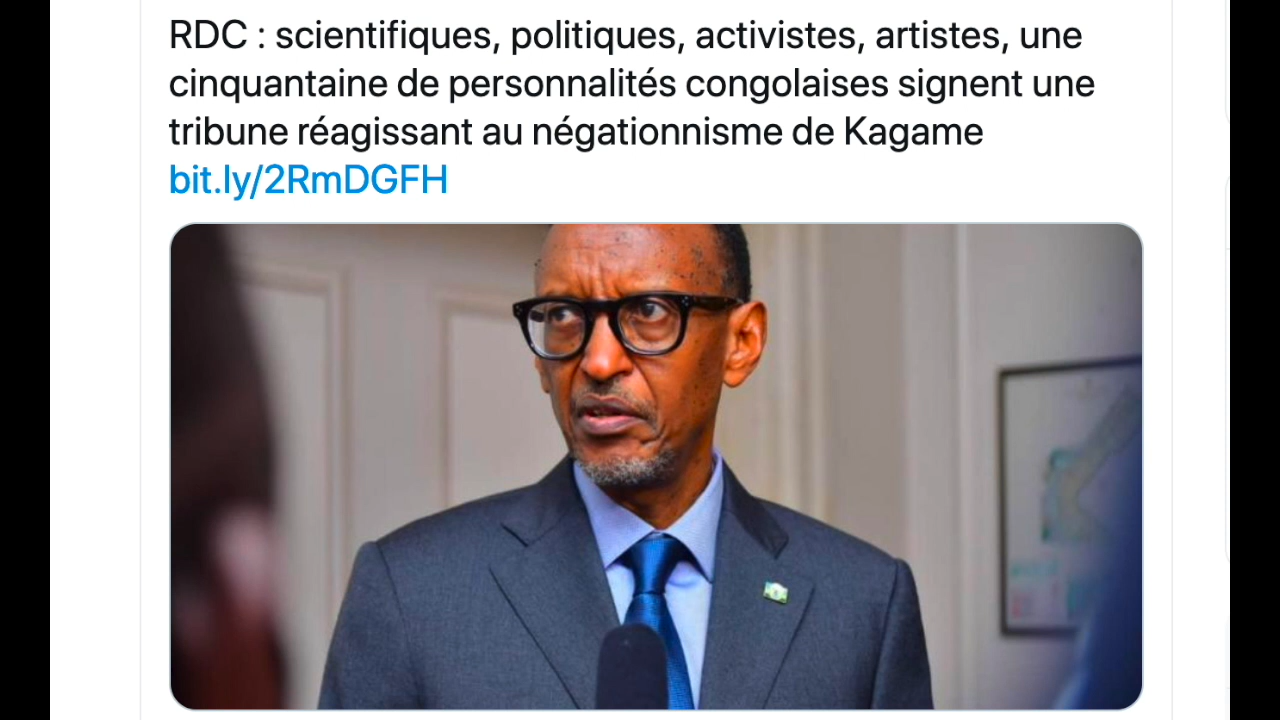 RDC : scientifiques, politiques, activistes, artistes, une
cinquantaine de personnalités congolaises signent une
tribune réagissant au négationnisme de Kagame
bit.ly/2RmDGFH